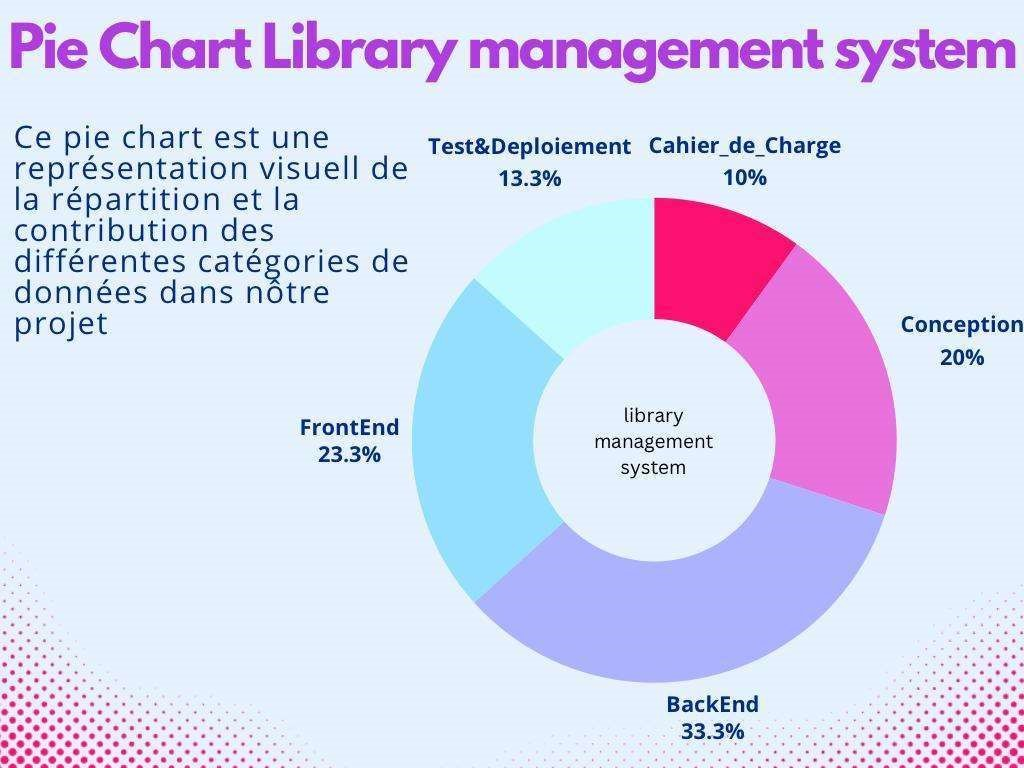 Pie Chart Library management system
Ce pie chart est une
représentation visuell de
la répartition et la
contribution des
différentes catégories de
données dans nôtre
projet
Test&Deploiement
13.3%
Cahier_de_Charge
10%
Conception
20%
FrontEnd
23.3%
library
management
system
BackEnd
33.3%